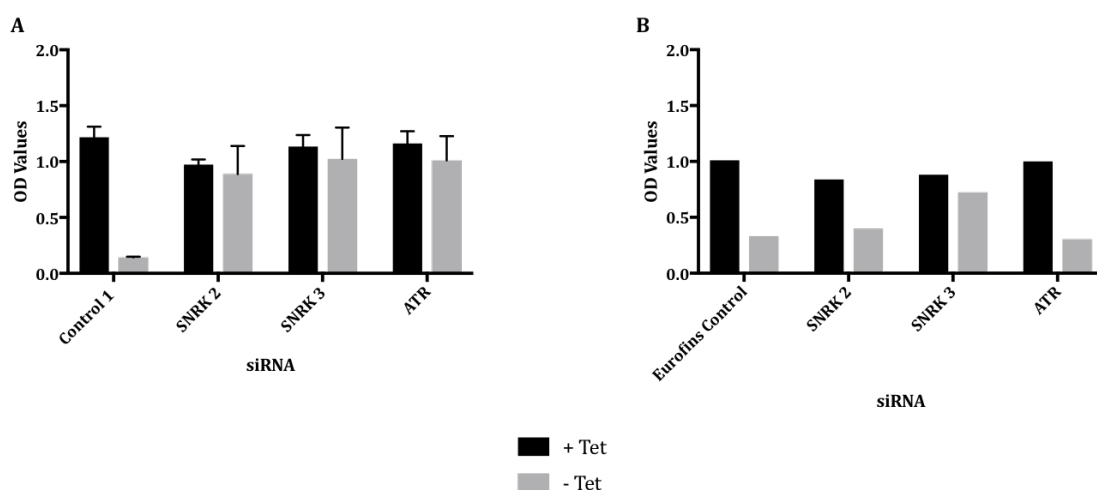 A
2.0
1.5
1.0
0.5
0.0
OD Values
Control 1
SNRK 2
SNRK 3
ATR
siRNA
B
2.0
1.5
1.0
0.5
0.0
OD Values
Eurofins Control
SNRK 2
SNRK 3
ATR
siRNA
+ Tet
- Tet